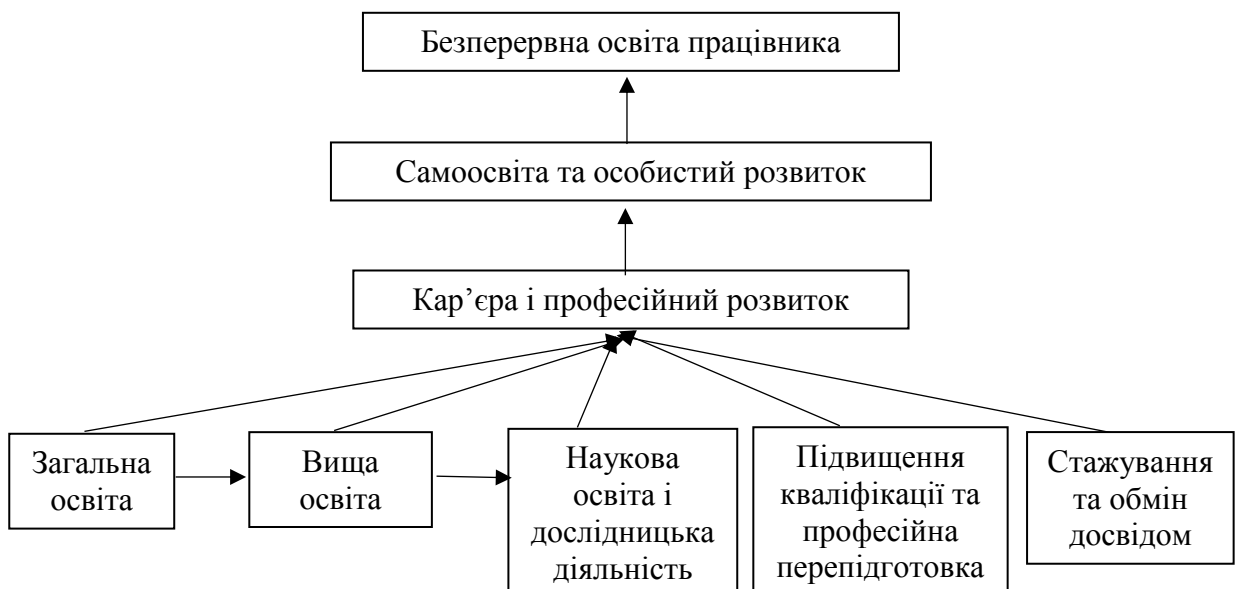 Безперервна освіта працівника
Самоосвіта та особистий розвиток
Кар’єра і професійний розвиток
Загальна
освіта
Вища
освіта
Наукова
освіта і
дослідницька
діяльність
Підвищення
кваліфікації та
професійна
перепідготовка
Стажування
та обмін
досвідом